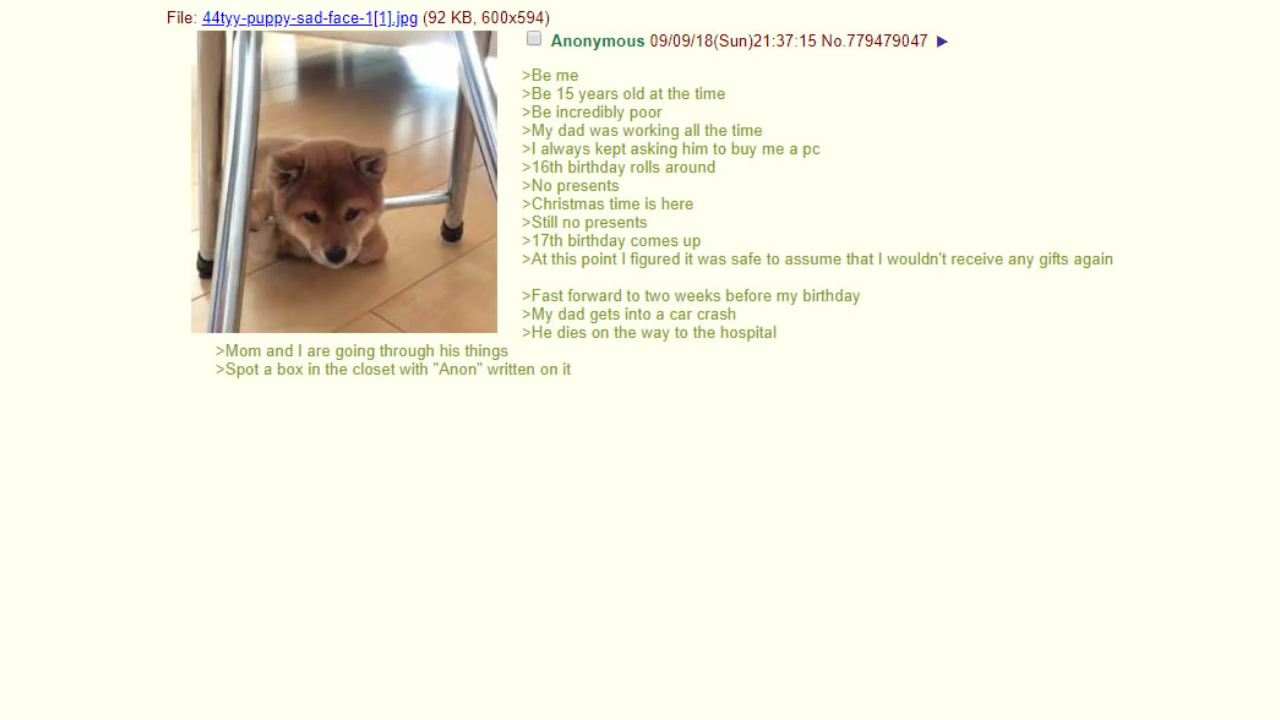 File: 44tyy-puppy-sad-face-1[1].jpg (92 KB, 600x594)
Anonymous 09/09/18(Sun)21:37:15 No.779479047 ▶
>Be me
>Be 15 years old at the time
>Be incredibly poor
>My dad was working all the time
>I always kept asking him to buy me a pc
>16th birthday rolls around
>No presents
>Christmas time is here
>Still no presents
>17th birthday comes up
>At this point I figured it was safe to assume that I wouldn't receive any gifts again
>Fast forward to two weeks before my birthday
>My dad gets into a car crash
>He dies on the way to the hospital
>Mom and I are going through his things
>Spot a box in the closet with "Anon" written on it